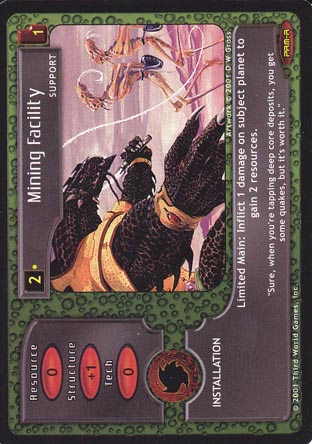 1
PRM-R
Mining Facility
SUPPORT
2
Artwork © 2001 D W Gross
Resource
0
Structure
+1
Tech
0
INSTALLATION
Limited Main: Inflict 1 damage on subject planet to
gain 2 resources.
"Sure, when you're tapping deep core deposits, you get
some quakes, but it's worth it."
© 2001 Third World Games, Inc.